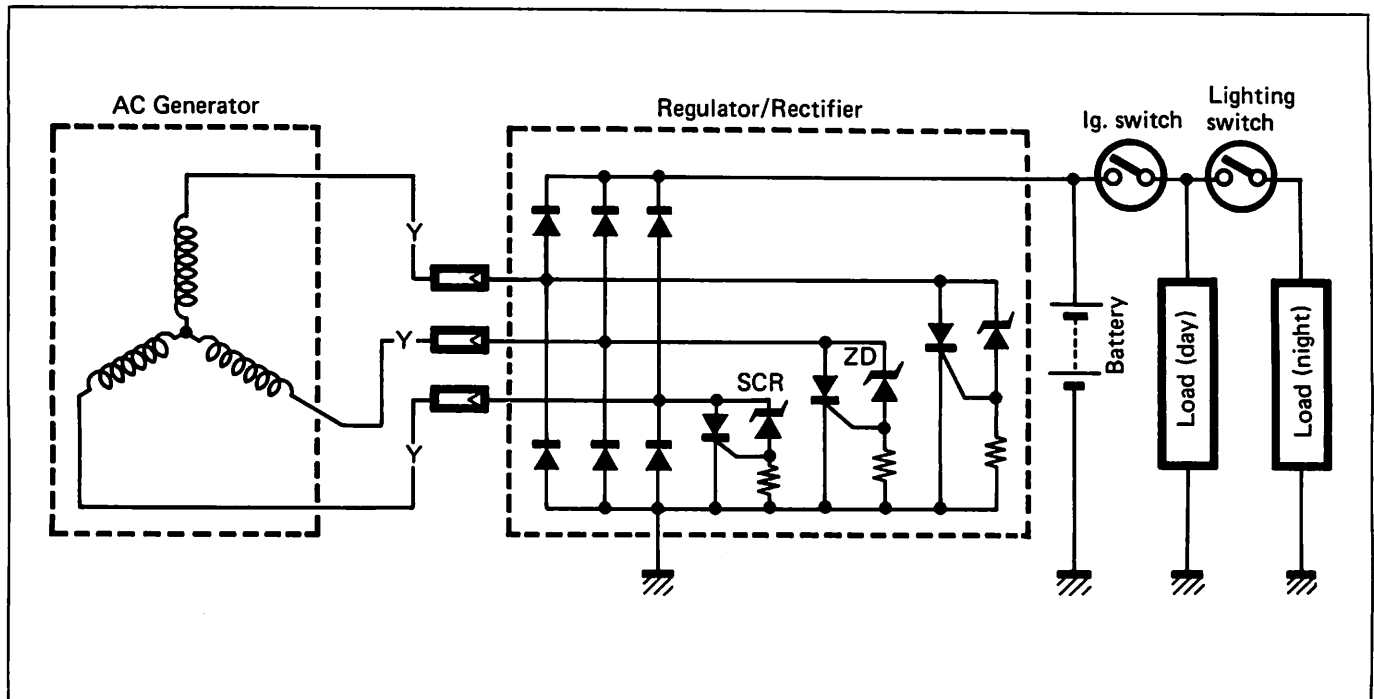 AC Generator
Regulator/Rectifier
Ig. switch
Lighting
switch
Y
Y
Y
SCR
ZD
Battery
Load (day)
Load (night)